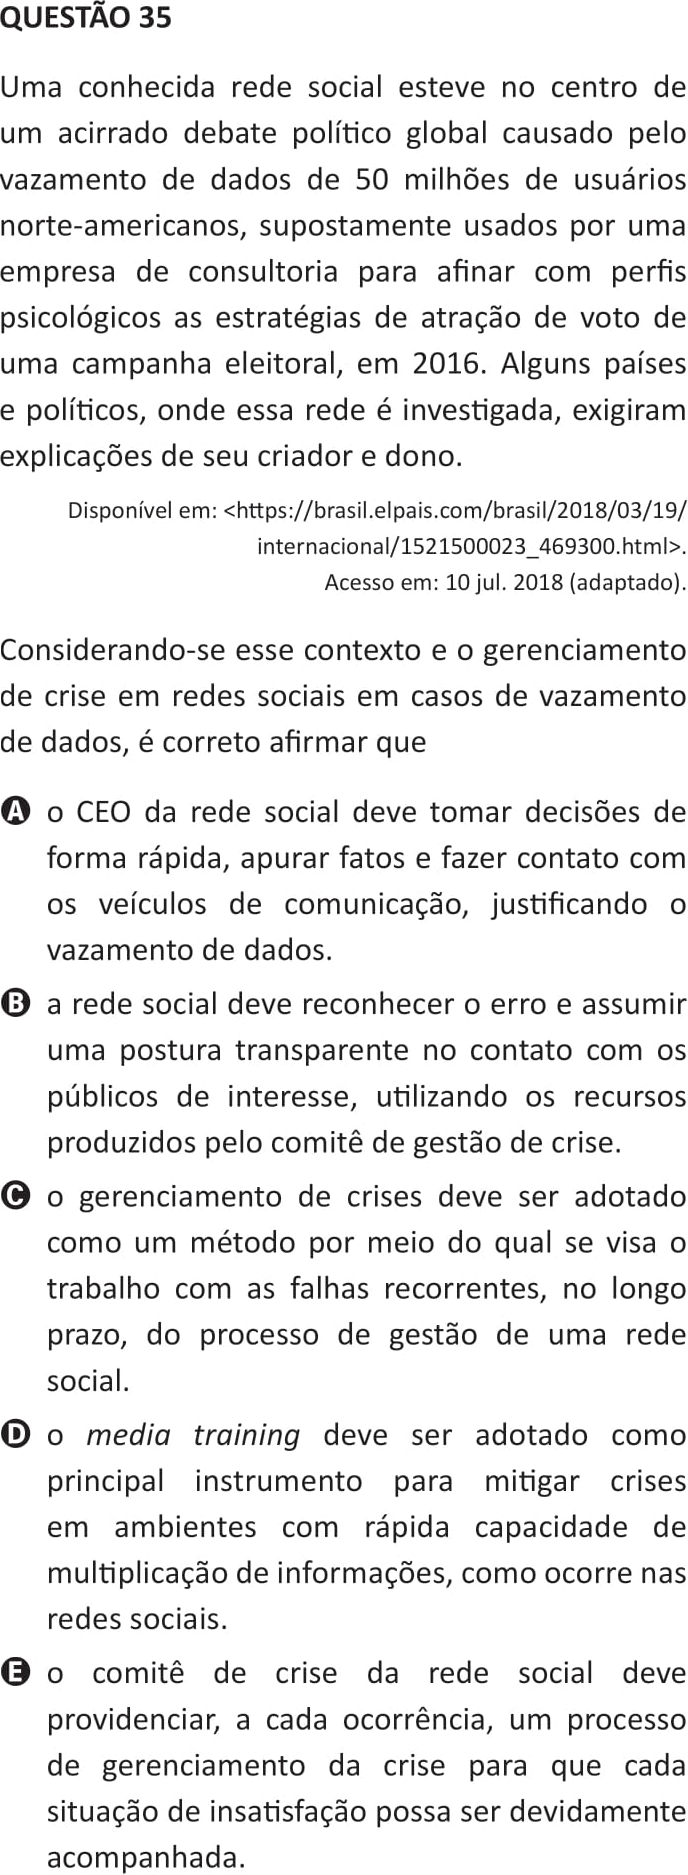 QUESTÃO 35
Uma conhecida rede social esteve no centro de
um acirrado debate político global causado pelo
vazamento de dados de 50 milhões de usuários
norte-americanos, supostamente usados por uma
empresa de consultoria para afinar com perfis
psicológicos as estratégias de atração de voto de
uma campanha eleitoral, em 2016. Alguns países
e políticos, onde essa rede é investigada, exigiram
explicações de seu criador e dono.
Disponível em: <https://brasil.elpais.com/brasil/2018/03/19/
internacional/1521500023_469300.html>.
Acesso em: 10 jul. 2018 (adaptado).
Considerando-se esse contexto e o gerenciamento
de crise em redes sociais em casos de vazamento
de dados, é correto afirmar que
A o CEO da rede social deve tomar decisões de
forma rápida, apurar fatos e fazer contato com
os veículos de comunicação, justificando o
vazamento de dados.
B a rede social deve reconhecer o erro e assumir
uma postura transparente no contato com os
públicos de interesse, utilizando os recursos
produzidos pelo comitê de gestão de crise.
C o gerenciamento de crises deve ser adotado
como um método por meio do qual se visa o
trabalho com as falhas recorrentes, no longo
prazo, do processo de gestão de uma rede
social.
D o media training deve ser adotado como
principal instrumento para mitigar crises
em ambientes com rápida capacidade de
multiplicação de informações, como ocorre nas
redes sociais.
E o comitê de crise da rede social deve
providenciar, a cada ocorrência, um processo
de gerenciamento da crise para que cada
situação de insatisfação possa ser devidamente
acompanhada.